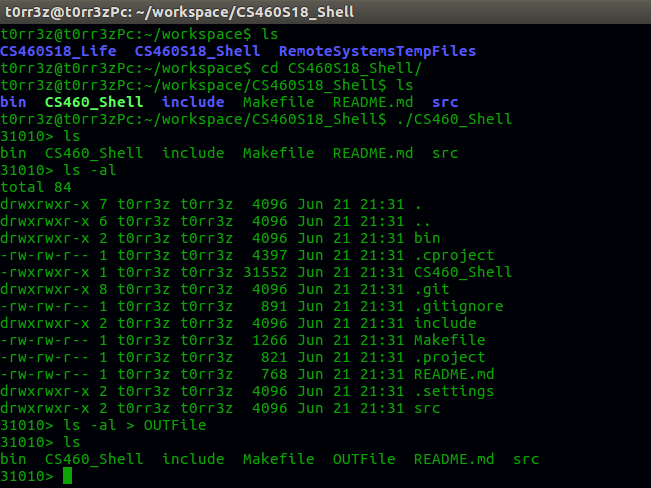 t0rr3z@t0rr3zPc: ~/workspace/CS460S18_Shell
t0rr3z@t0rr3zPc:~/workspace$ ls
CS460S18_Life  CS460S18_Shell  RemoteSystemsTempFiles
t0rr3z@t0rr3zPc:~/workspace$ cd CS460S18_Shell/
t0rr3z@t0rr3zPc:~/workspace/CS460S18_Shell$ ls
bin  CS460_Shell  include  Makefile  README.md  src
t0rr3z@t0rr3zPc:~/workspace/CS460S18_Shell$ ./CS460_Shell
31010> ls
bin  CS460_Shell  include  Makefile  README.md  src
31010> ls -al
total 84
drwxrwxr-x 7 t0rr3z t0rr3z  4096 Jun 21 21:31 .
drwxrwxr-x 6 t0rr3z t0rr3z  4096 Jun 21 21:31 ..
drwxrwxr-x 2 t0rr3z t0rr3z  4096 Jun 21 21:31 bin
-rw-rw-r-- 1 t0rr3z t0rr3z  4397 Jun 21 21:31 .cproject
-rwxrwxr-x 1 t0rr3z t0rr3z 31552 Jun 21 21:31 CS460_Shell
drwxrwxr-x 8 t0rr3z t0rr3z  4096 Jun 21 21:31 .git
-rw-rw-r-- 1 t0rr3z t0rr3z   891 Jun 21 21:31 .gitignore
drwxrwxr-x 2 t0rr3z t0rr3z  4096 Jun 21 21:31 include
-rw-rw-r-- 1 t0rr3z t0rr3z  1266 Jun 21 21:31 Makefile
-rw-rw-r-- 1 t0rr3z t0rr3z   821 Jun 21 21:31 .project
-rw-rw-r-- 1 t0rr3z t0rr3z   768 Jun 21 21:31 README.md
drwxrwxr-x 2 t0rr3z t0rr3z  4096 Jun 21 21:31 .settings
drwxrwxr-x 2 t0rr3z t0rr3z  4096 Jun 21 21:31 src
31010> ls -al > OUTFile
31010> ls
bin  CS460_Shell  include  Makefile  OUTFile  README.md  src
31010>